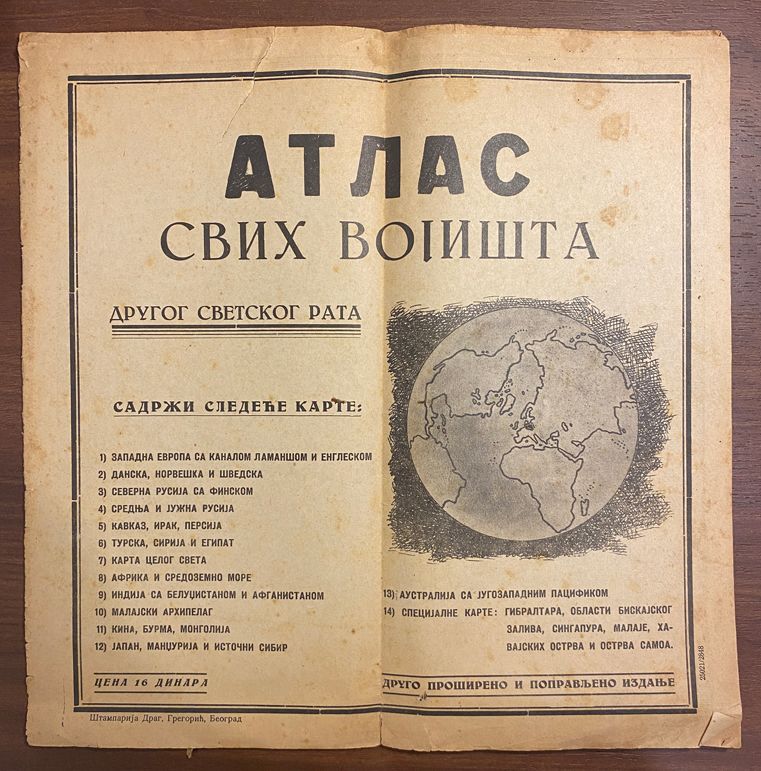 АТЛАС
СВИХ ВОЈИШТА
ДРУГОГ СВЕТСКОГ РАТА
САДРЖИ СЛЕДЕЋЕ КАРТЕ:
1) ЗАПАДНА ЕВРОПА СА КАНАЛОМ ЛАМАНШОМ И ЕНГЛЕСКОМ
2) ДАНСКА, НОРВЕШКА И ШВЕДСКА
3) СЕВЕРНА РУСИЈА СА ФИНСКОМ
4) СРЕДЊА И ЈУЖНА РУСИЈА
5) КАВКАЗ, ИРАК, ПЕРСИЈА
6) ТУРСКА, СИРИЈА И ЕГИПАТ
7) КАРТА ЦЕЛОГ СВЕТА
8) АФРИКА И СРЕДОЗЕМНО МОРЕ
9) ИНДИЈА СА БЕЛУЏИСТАНОМ И АФГАНИСТАНОМ
10) МАЛАЈСКИ АРХИПЕЛАГ
11) КИНА, БУРМА, МОНГОЛИЈА
12) ЈАПАН, МАНЏУРИЈА И ИСТОЧНИ СИБИР
13) АУСТРАЛИЈА СА ЈУГОЗАПАДНИМ ПАЦИФИКОМ
14) СПЕЦИЈАЛНЕ КАРТЕ: ГИБРАЛТАРА, ОБЛАСТИ БИСКАЈСКОГ
ЗАЛИВА, СИНГАПУРА, МАЛАЈЕ, ХА-
ВАЈСКИХ ОСТРВА И ОСТРВА САМОА.
ЦЕНА 16 ДИНАРА
ДРУГО ПРОШИРЕНО И ПОПРАВЉЕНО ИЗДАЊЕ
Штампарија Драг. Грегорић, Београд
25021/2848